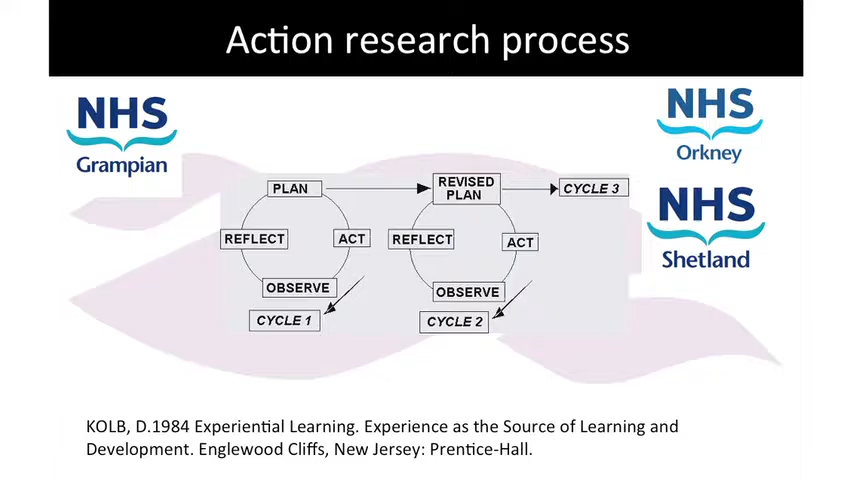 Action research process
NHS
Grampian
NHS
Orkney
NHS
Shetland
PLAN
REVISED
PLAN
CYCLE 3
REFLECT
ACT
REFLECT
ACT
OBSERVE
OBSERVE
CYCLE 1
CYCLE 2
KOLB, D.1984 Experiential Learning. Experience as the Source of Learning and
Development. Englewood Cliffs, New Jersey: Prentice-Hall.